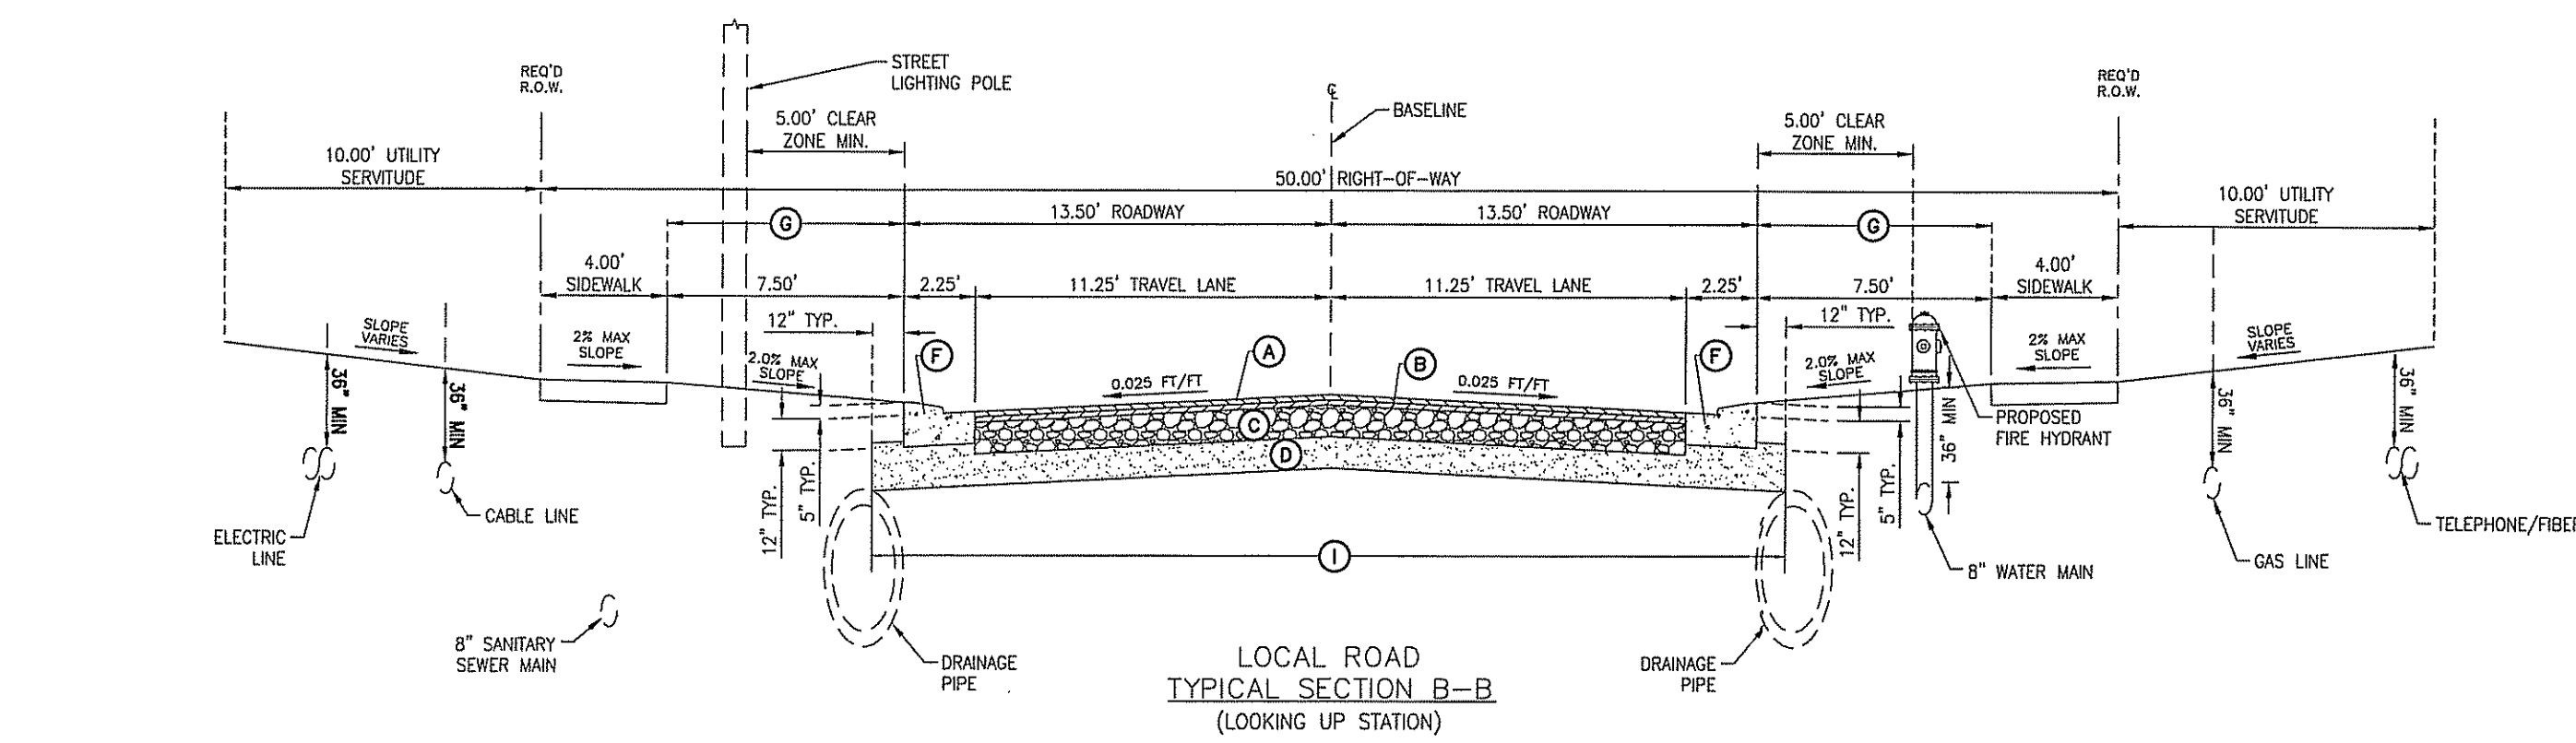 STREET
LIGHTING POLE
REQ'D
R.O.W.
REQ'D
R.O.W.
℄
BASELINE
5.00' CLEAR
ZONE MIN.
5.00' CLEAR
ZONE MIN.
10.00' UTILITY
SERVITUDE
50.00' RIGHT-OF-WAY
10.00' UTILITY
SERVITUDE
G
13.50' ROADWAY
13.50' ROADWAY
G
4.00'
SIDEWALK
7.50'
2.25'
11.25' TRAVEL LANE
11.25' TRAVEL LANE
2.25'
7.50'
4.00'
SIDEWALK
12" TYP.
12" TYP.
SLOPE
VARIES
2% MAX
SLOPE
2.0% MAX
SLOPE
F
A
B
F
2.0% MAX
SLOPE
2% MAX
SLOPE
SLOPE
VARIES
0.025 FT/FT
0.025 FT/FT
36" MIN
36" MIN
C
D
PROPOSED
FIRE HYDRANT
36" MIN
36" MIN
36" MIN
12" TYP.
5" TYP.
12" TYP.
5" TYP.
ELECTRIC
LINE
CABLE LINE
I
8" WATER MAIN
GAS LINE
TELEPHONE/FIBER
8" SANITARY
SEWER MAIN
DRAINAGE
PIPE
DRAINAGE
PIPE
LOCAL ROAD
TYPICAL SECTION B-B
(LOOKING UP STATION)